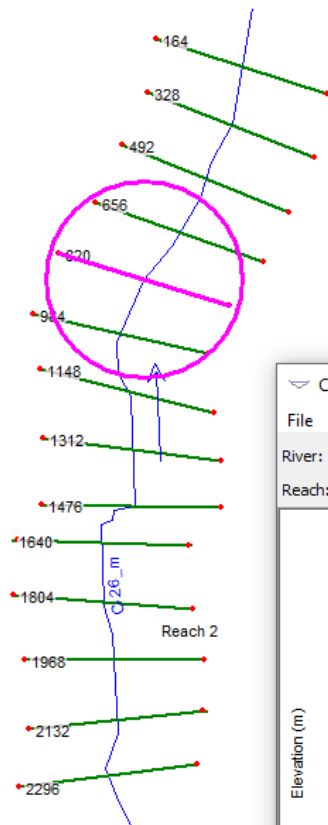 164
328
492
656
820
984
1148
1312
1476
1640
1804
C 26_m
Reach 2
1968
2132
2296
C
File
River:
Reach:
Elevation (m)